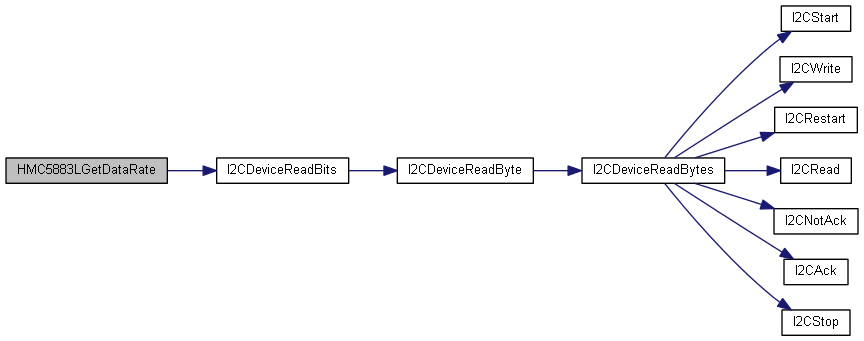 HMC5883LGetDataRate
I2CDeviceReadBits
I2CDeviceReadByte
I2CDeviceReadBytes
I2CStart
I2CWrite
I2CRestart
I2CRead
I2CNotAck
I2CAck
I2CStop